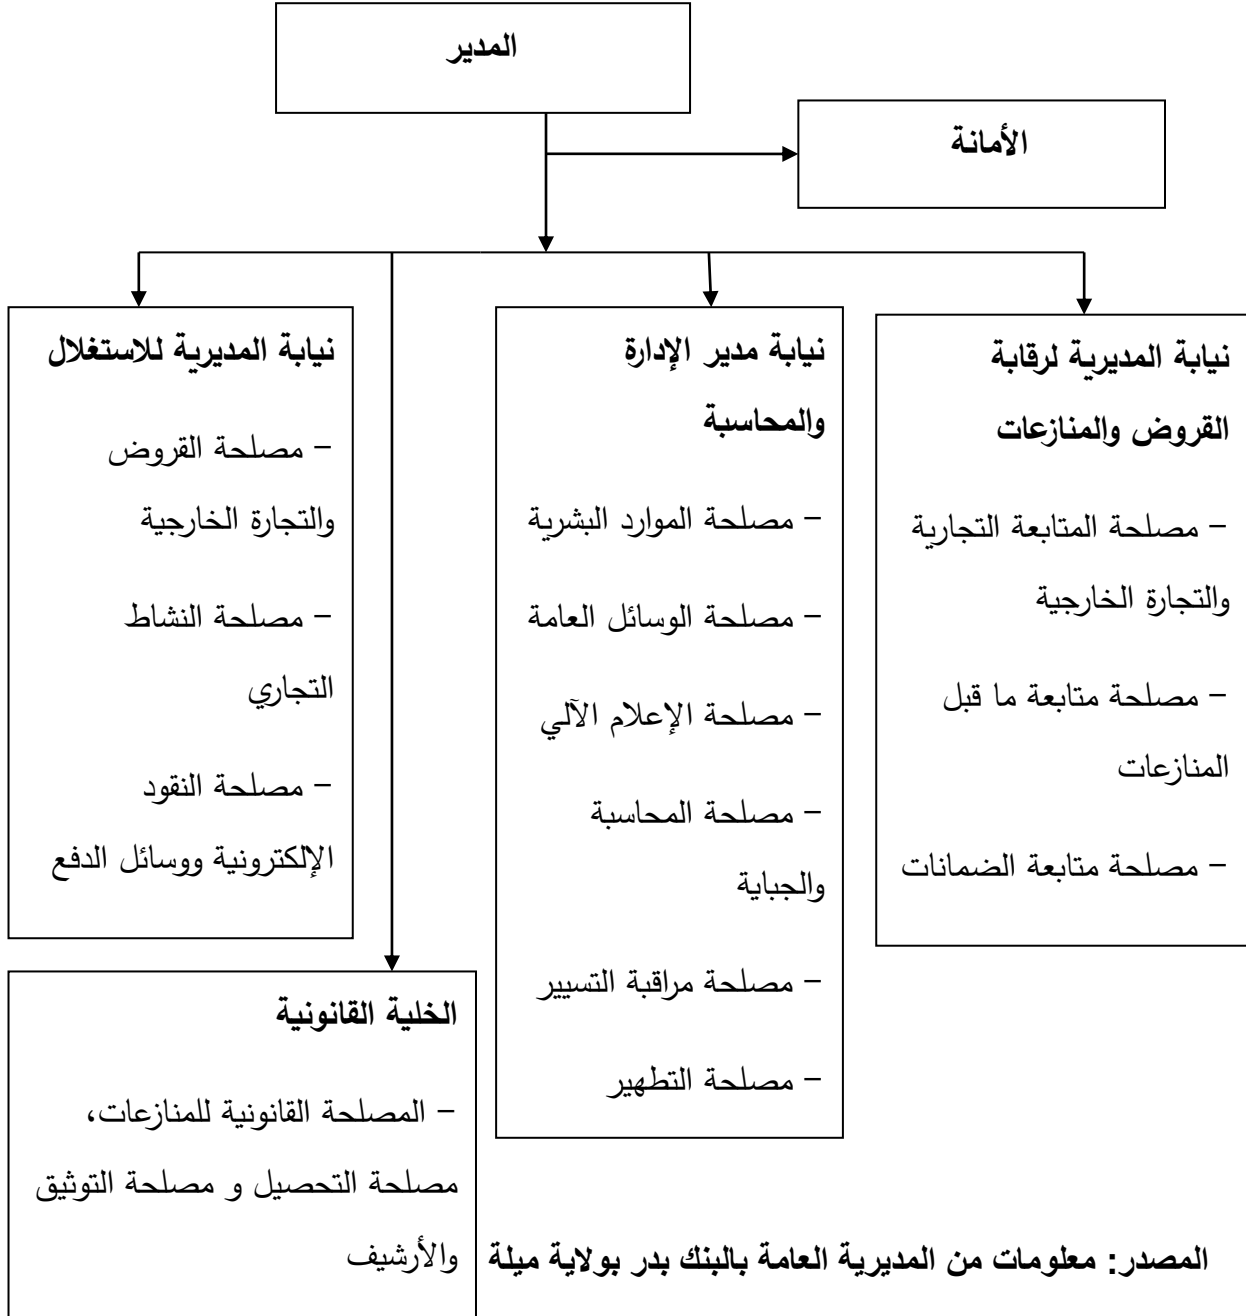 المدير
الأمانة
نيابة المديرية لرقابة
القروض والمنازعات
– مصلحة المتابعة التجارية
والتجارة الخارجية
– مصلحة متابعة ما قبل
المنازعات
– مصلحة متابعة الضمانات
نيابة مدير الإدارة
والمحاسبة
– مصلحة الموارد البشرية
– مصلحة الوسائل العامة
– مصلحة الإعلام الآلي
– مصلحة المحاسبة
والجباية
– مصلحة مراقبة التسيير
– مصلحة التطهير
نيابة المديرية للاستغلال
– مصلحة القروض
والتجارة الخارجية
– مصلحة النشاط
التجاري
– مصلحة النقود
الإلكترونية ووسائل الدفع
الخلية القانونية
– المصلحة القانونية للمنازعات،
مصلحة التحصيل و مصلحة التوثيق
والأرشيف
المصدر: معلومات من المديرية العامة بالبنك بدر بولاية ميلة